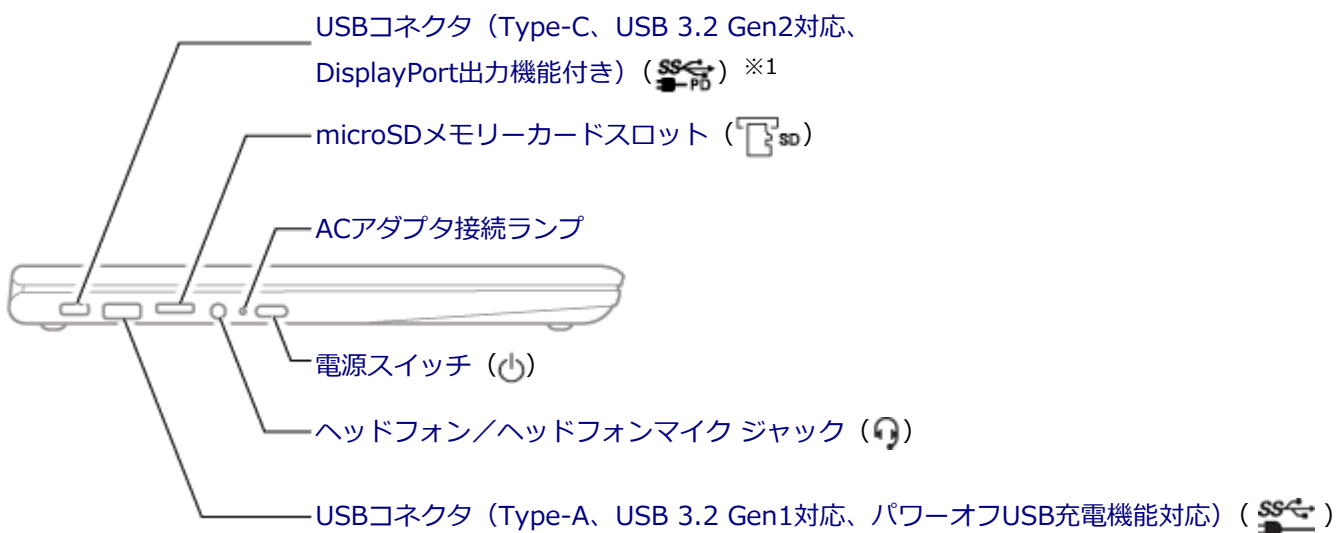 USBコネクタ（Type-C、USB 3.2 Gen2対応、
DisplayPort出力機能付き）（SS PD）※1
microSDメモリーカードスロット（SD）
ACアダプタ接続ランプ
電源スイッチ（）
ヘッドフォン／ヘッドフォンマイク ジャック（）
USBコネクタ（Type-A、USB 3.2 Gen1対応、パワーオフUSB充電機能対応）（SS）